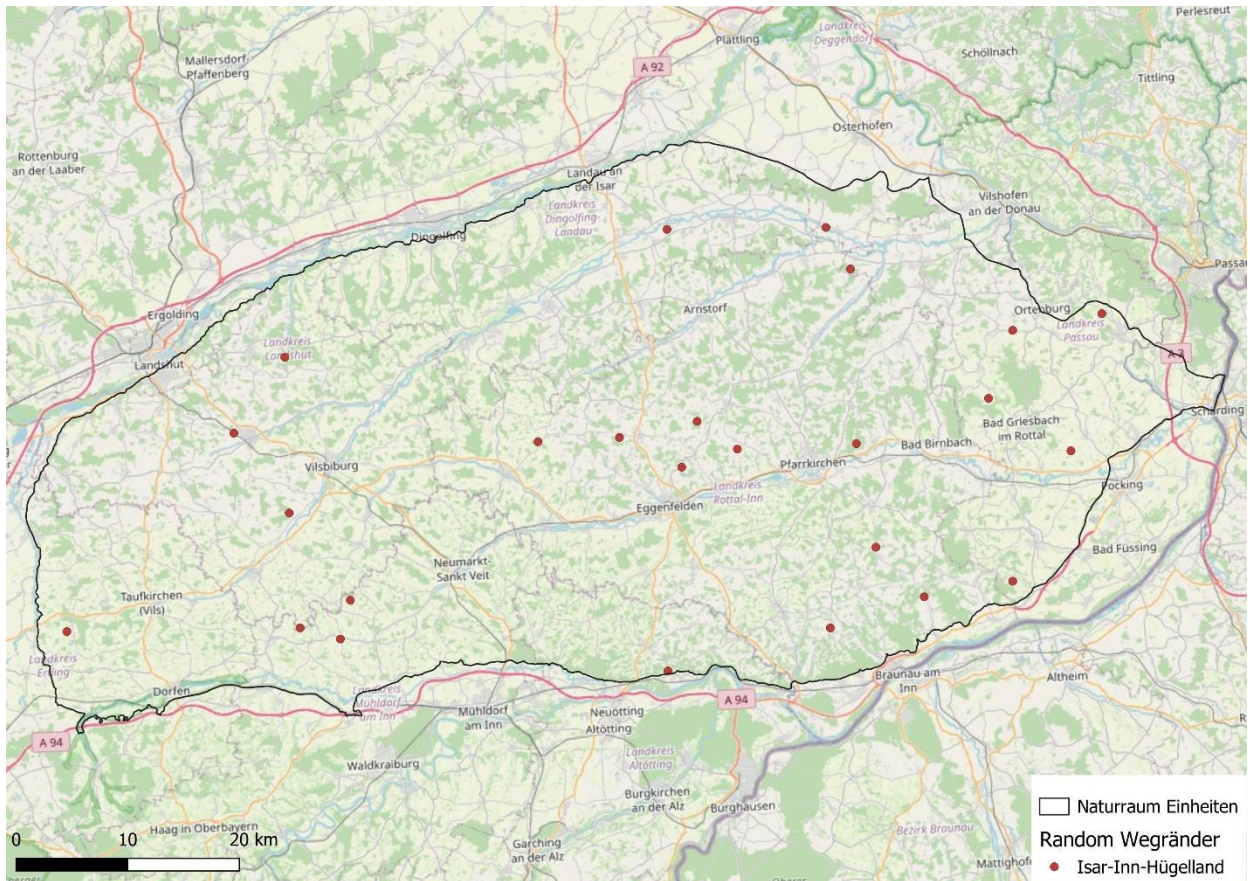 Perlesreut
Plattling
Landkreis
Deggendorf
Schöllnach
Mallersdorf-
Pfaffenberg
A 92
Tittling
Osterhofen
Rottenburg
an der Laaber
Landau an
der Isar
Vilshofen
an der Donau
Landkreis
Dingolfing-
Landau
Dingolfing
Passau
Ergolding
Arnstorf
Ortenburg
Landkreis
Passau
Landkreis
Landshut
Landshut
A 3
Schärding
Bad Griesbach
im Rottal
Bad Birnbach
Vilsbiburg
Pfarrkirchen
Landkreis
Rottal-Inn
Pocking
Eggenfelden
Bad Füssing
Neumarkt-
Sankt Veit
Taufkirchen
(Vils)
Landkreis
Erding
Braunau am
Inn
Altheim
Dorfen
Landkreis
Mühldorf
am Inn
A 94
Mühldorf
am Inn
Neuötting
Altötting
A 94
Landkreis
Altötting
Waldkraiburg
Burgkirchen
an der Alz
Burghausen
Haag in Oberbayern
Garching
an der Alz
Bezirk Braunau
Mattighofe
0 10 20 km
Naturraum Einheiten
Random Wegränder
Isar-Inn-Hügelland